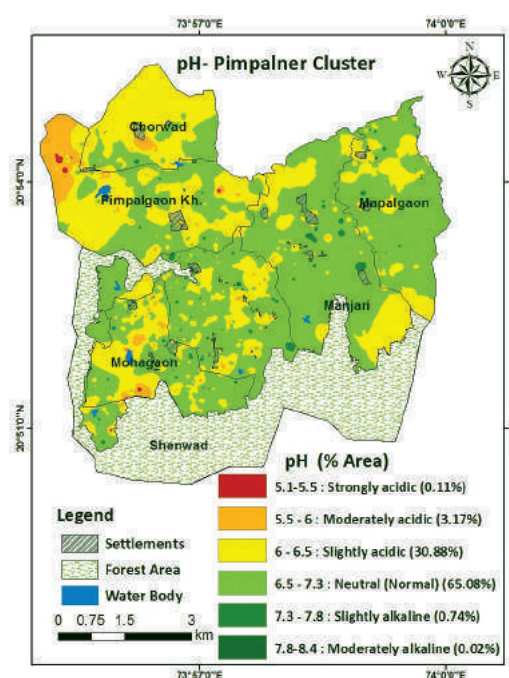 73°57'0"E 74°0'0"E
pH- Pimpalner Cluster
N
W E
S
Chorwad
20°54'0"N
Pimpalgaon Kh.
Mapalgaon
Manjari
Mohagaon
20°51'0"N
Shenwad
pH (% Area)
5.1-5.5 : Strongly acidic (0.11%)
5.5 - 6 : Moderately acidic (3.17%)
6 - 6.5 : Slightly acidic (30.88%)
6.5 - 7.3 : Neutral (Normal) (65.08%)
7.3 - 7.8 : Slightly alkaline (0.74%)
7.8-8.4 : Moderately alkaline (0.02%)
Legend
Settlements
Forest Area
Water Body
0 0.75 1.5 3
km
73°57'0"E 74°0'0"E